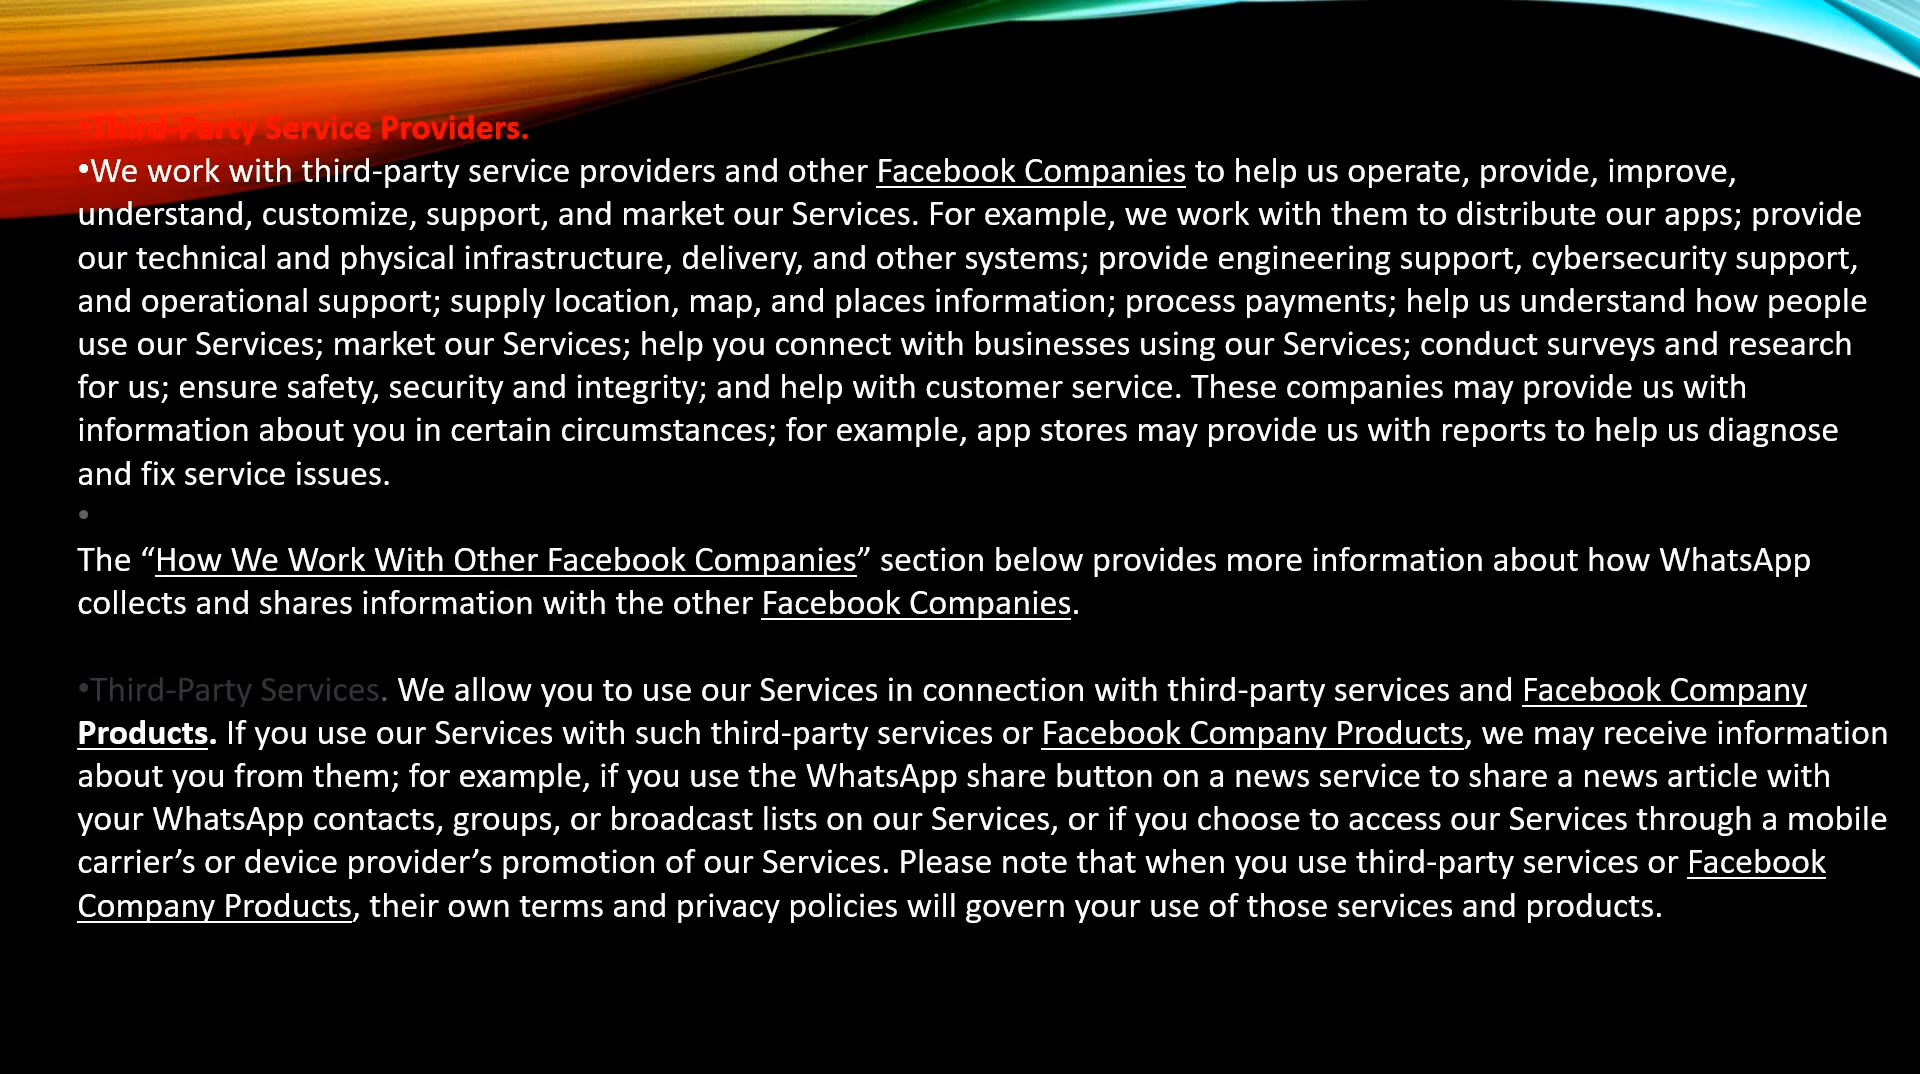 •Third-Party Service Providers.
•We work with third-party service providers and other Facebook Companies to help us operate, provide, improve,
understand, customize, support, and market our Services. For example, we work with them to distribute our apps; provide
our technical and physical infrastructure, delivery, and other systems; provide engineering support, cybersecurity support,
and operational support; supply location, map, and places information; process payments; help us understand how people
use our Services; market our Services; help you connect with businesses using our Services; conduct surveys and research
for us; ensure safety, security and integrity; and help with customer service. These companies may provide us with
information about you in certain circumstances; for example, app stores may provide us with reports to help us diagnose
and fix service issues.
•
The “How We Work With Other Facebook Companies” section below provides more information about how WhatsApp
collects and shares information with the other Facebook Companies.
•Third-Party Services. We allow you to use our Services in connection with third-party services and Facebook Company
Products. If you use our Services with such third-party services or Facebook Company Products, we may receive information
about you from them; for example, if you use the WhatsApp share button on a news service to share a news article with
your WhatsApp contacts, groups, or broadcast lists on our Services, or if you choose to access our Services through a mobile
carrier’s or device provider’s promotion of our Services. Please note that when you use third-party services or Facebook
Company Products, their own terms and privacy policies will govern your use of those services and products.